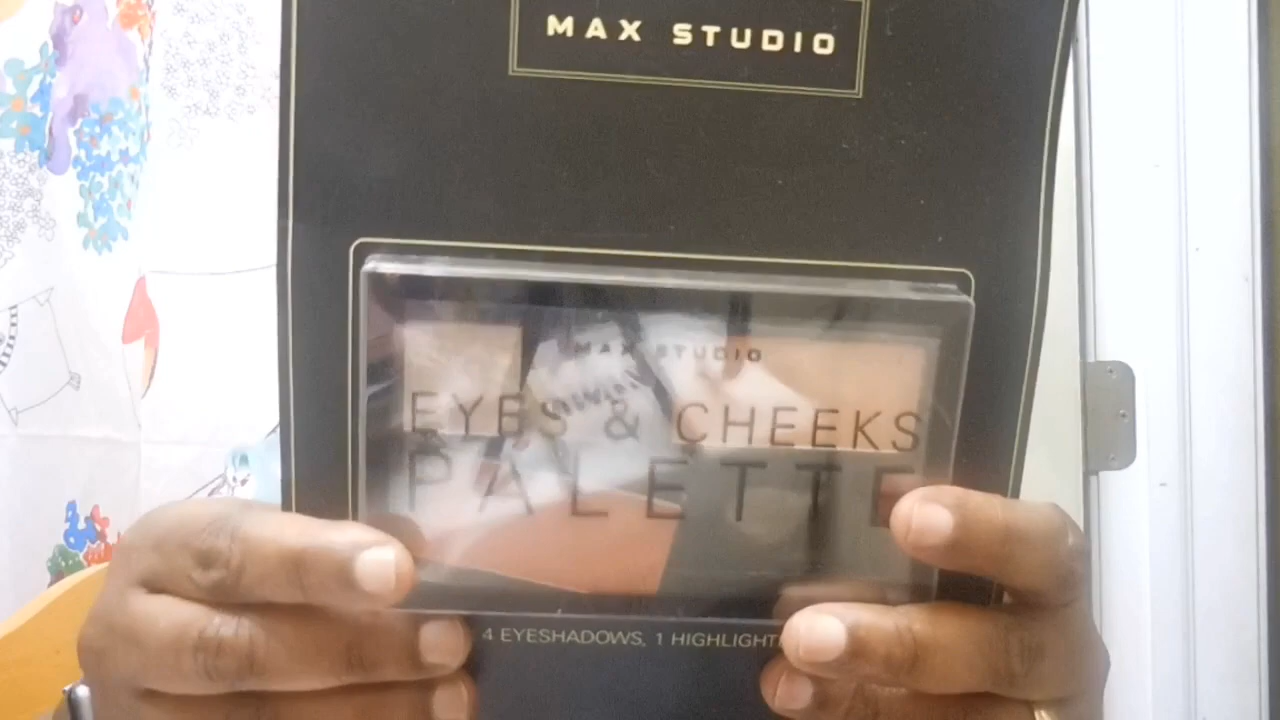 MAX STUDIO
MAX STUDIO
EYES & CHEEKS
PALETTE
4 EYESHADOWS, 1 HIGHLIGHT